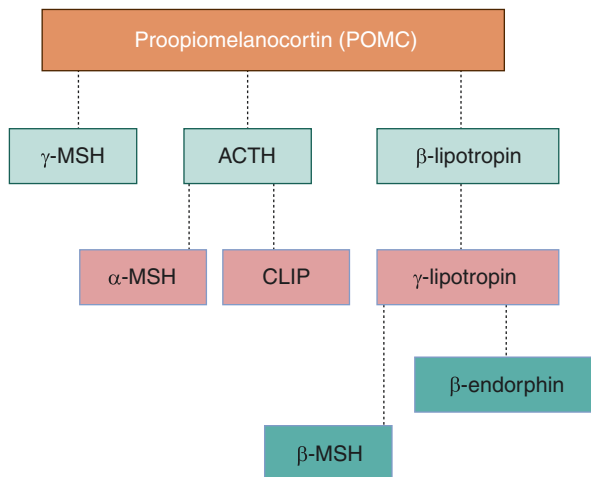 Proopiomelanocortin (POMC)
γ-MSH
ACTH
β-lipotropin
α-MSH
CLIP
γ-lipotropin
β-endorphin
β-MSH